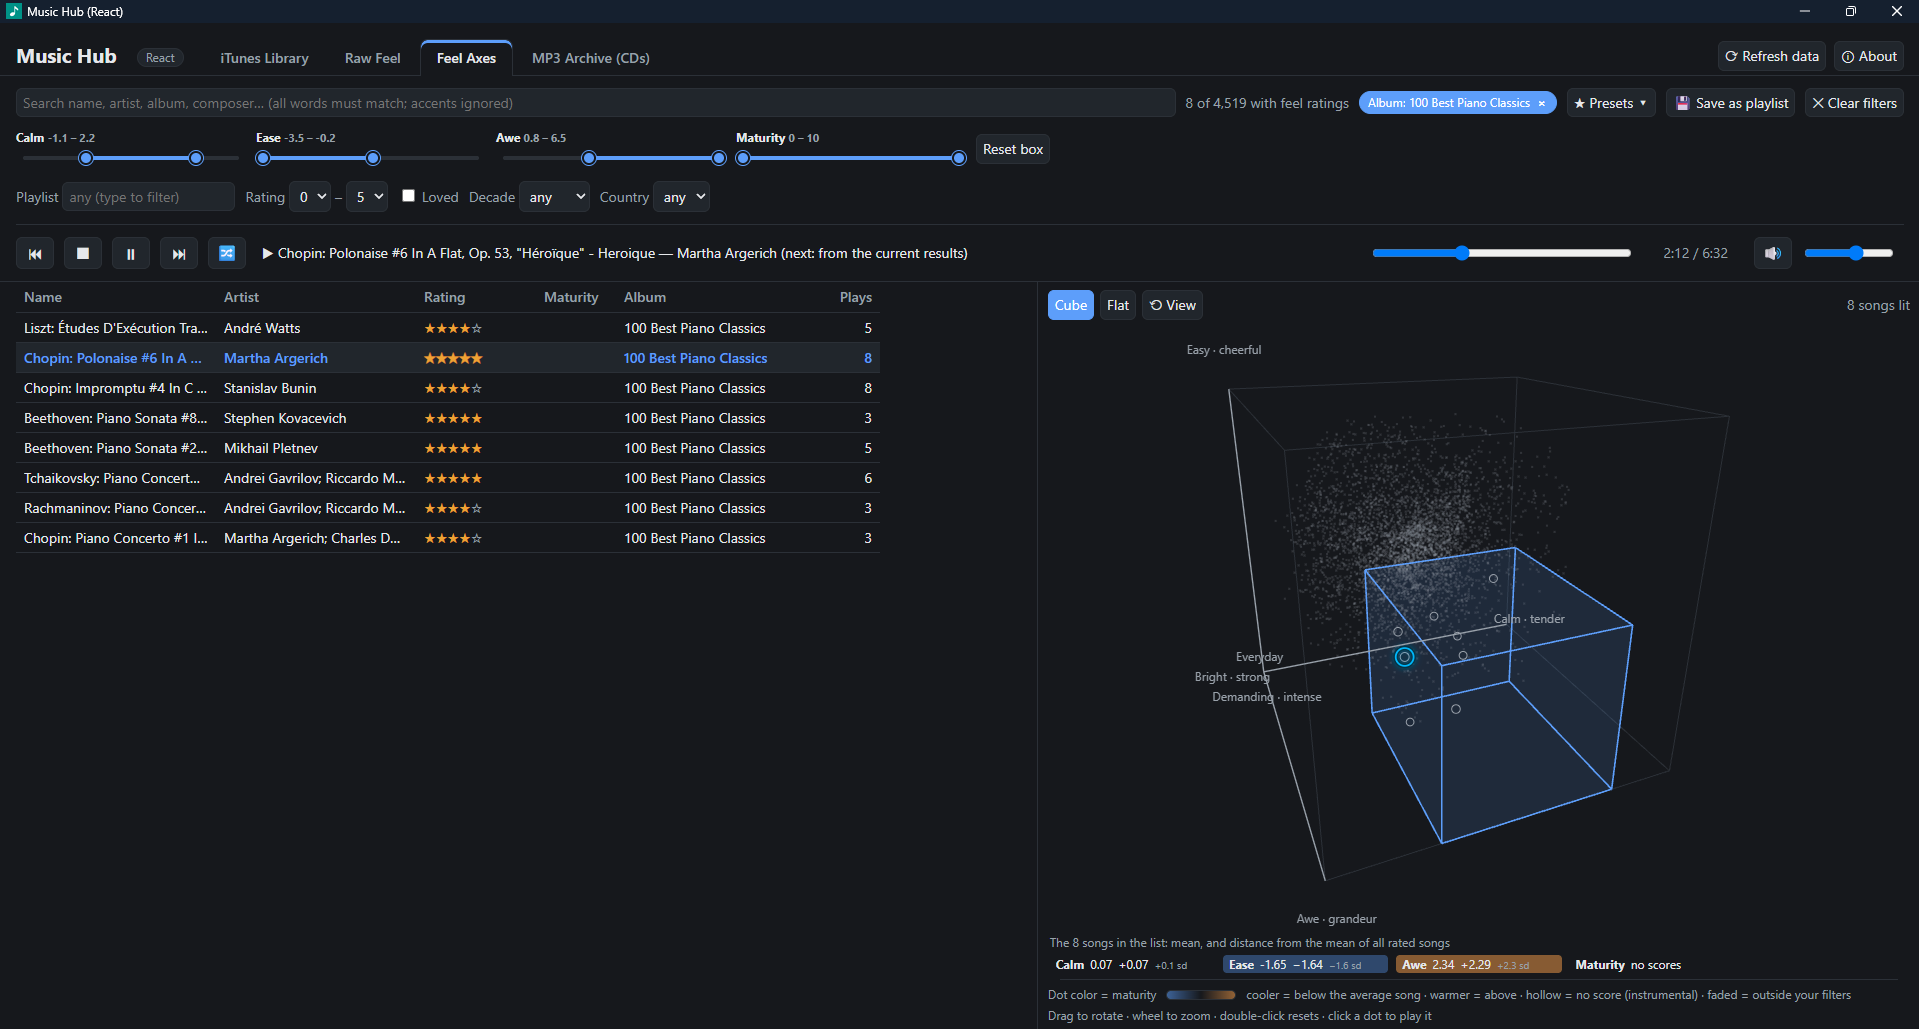 Music Hub (React)
Music Hub React iTunes Library Raw Feel Feel Axes MP3 Archive (CDs) Refresh data About
Search name, artist, album, composer... (all words must match; accents ignored) 8 of 4,519 with feel ratings Album: 100 Best Piano Classics × ★ Presets ▼ Save as playlist Clear filters
Calm -1.1 – 2.2 Ease -3.5 – -0.2 Awe 0.8 – 6.5 Maturity 0 – 10 Reset box
Playlist any (type to filter) Rating 0 – 5 Loved Decade any Country any
▶ Chopin: Polonaise #6 In A Flat, Op. 53, "Héroïque" - Heroique — Martha Argerich (next: from the current results) 2:12 / 6:32
Name Artist Rating Maturity Album Plays
Liszt: Études D'Exécution Tra... André Watts ★★★★☆ 100 Best Piano Classics 5
Chopin: Polonaise #6 In A ... Martha Argerich ★★★★★ 100 Best Piano Classics 8
Chopin: Impromptu #4 In C ... Stanislav Bunin ★★★★☆ 100 Best Piano Classics 8
Beethoven: Piano Sonata #8... Stephen Kovacevich ★★★★★ 100 Best Piano Classics 3
Beethoven: Piano Sonata #2... Mikhail Pletnev ★★★★★ 100 Best Piano Classics 5
Tchaikovsky: Piano Concert... Andrei Gavrilov; Riccardo M... ★★★★★ 100 Best Piano Classics 6
Rachmaninov: Piano Concer... Andrei Gavrilov; Riccardo M... ★★★★☆ 100 Best Piano Classics 3
Chopin: Piano Concerto #1 I... Martha Argerich; Charles D... ★★★★☆ 100 Best Piano Classics 3
Cube Flat View 8 songs lit
Easy · cheerful
Calm · tender
Everyday
Bright · strong
Demanding · intense
Awe · grandeur
The 8 songs in the list: mean, and distance from the mean of all rated songs
Calm 0.07 +0.07 +0.1 sd Ease -1.65 −1.64 −1.6 sd Awe 2.34 +2.29 +2.3 sd Maturity no scores
Dot color = maturity cooler = below the average song · warmer = above · hollow = no score (instrumental) · faded = outside your filters
Drag to rotate · wheel to zoom · double-click resets · click a dot to play it